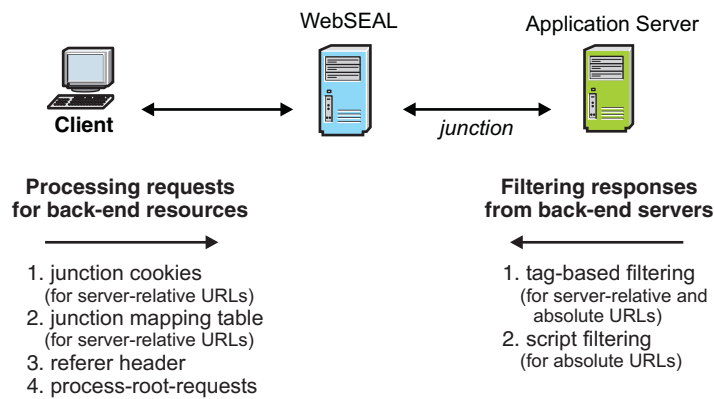 WebSEAL
Application Server
Client
junction
Processing requests
for back-end resources
1. junction cookies
(for server-relative URLs)
2. junction mapping table
(for server-relative URLs)
3. referer header
4. process-root-requests
Filtering responses
from back-end servers
1. tag-based filtering
(for server-relative and
absolute URLs)
2. script filtering
(for absolute URLs)